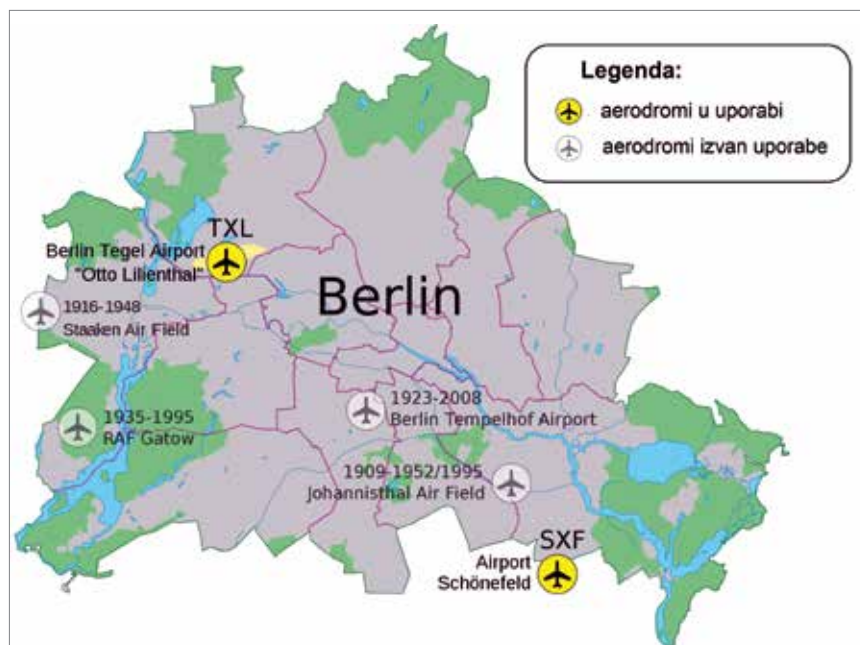 Legenda:
aerodromi u uporabi
aerodromi izvan uporabe
TXL
Berlin Tegel Airport
"Otto Lilienthal"
Berlin
1916-1948
Staaken Air Field
1935-1995
RAF Gatow
1923-2008
Berlin Tempelhof Airport
1909-1952/1995
Johannisthal Air Field
SXF
Airport
Schönefeld